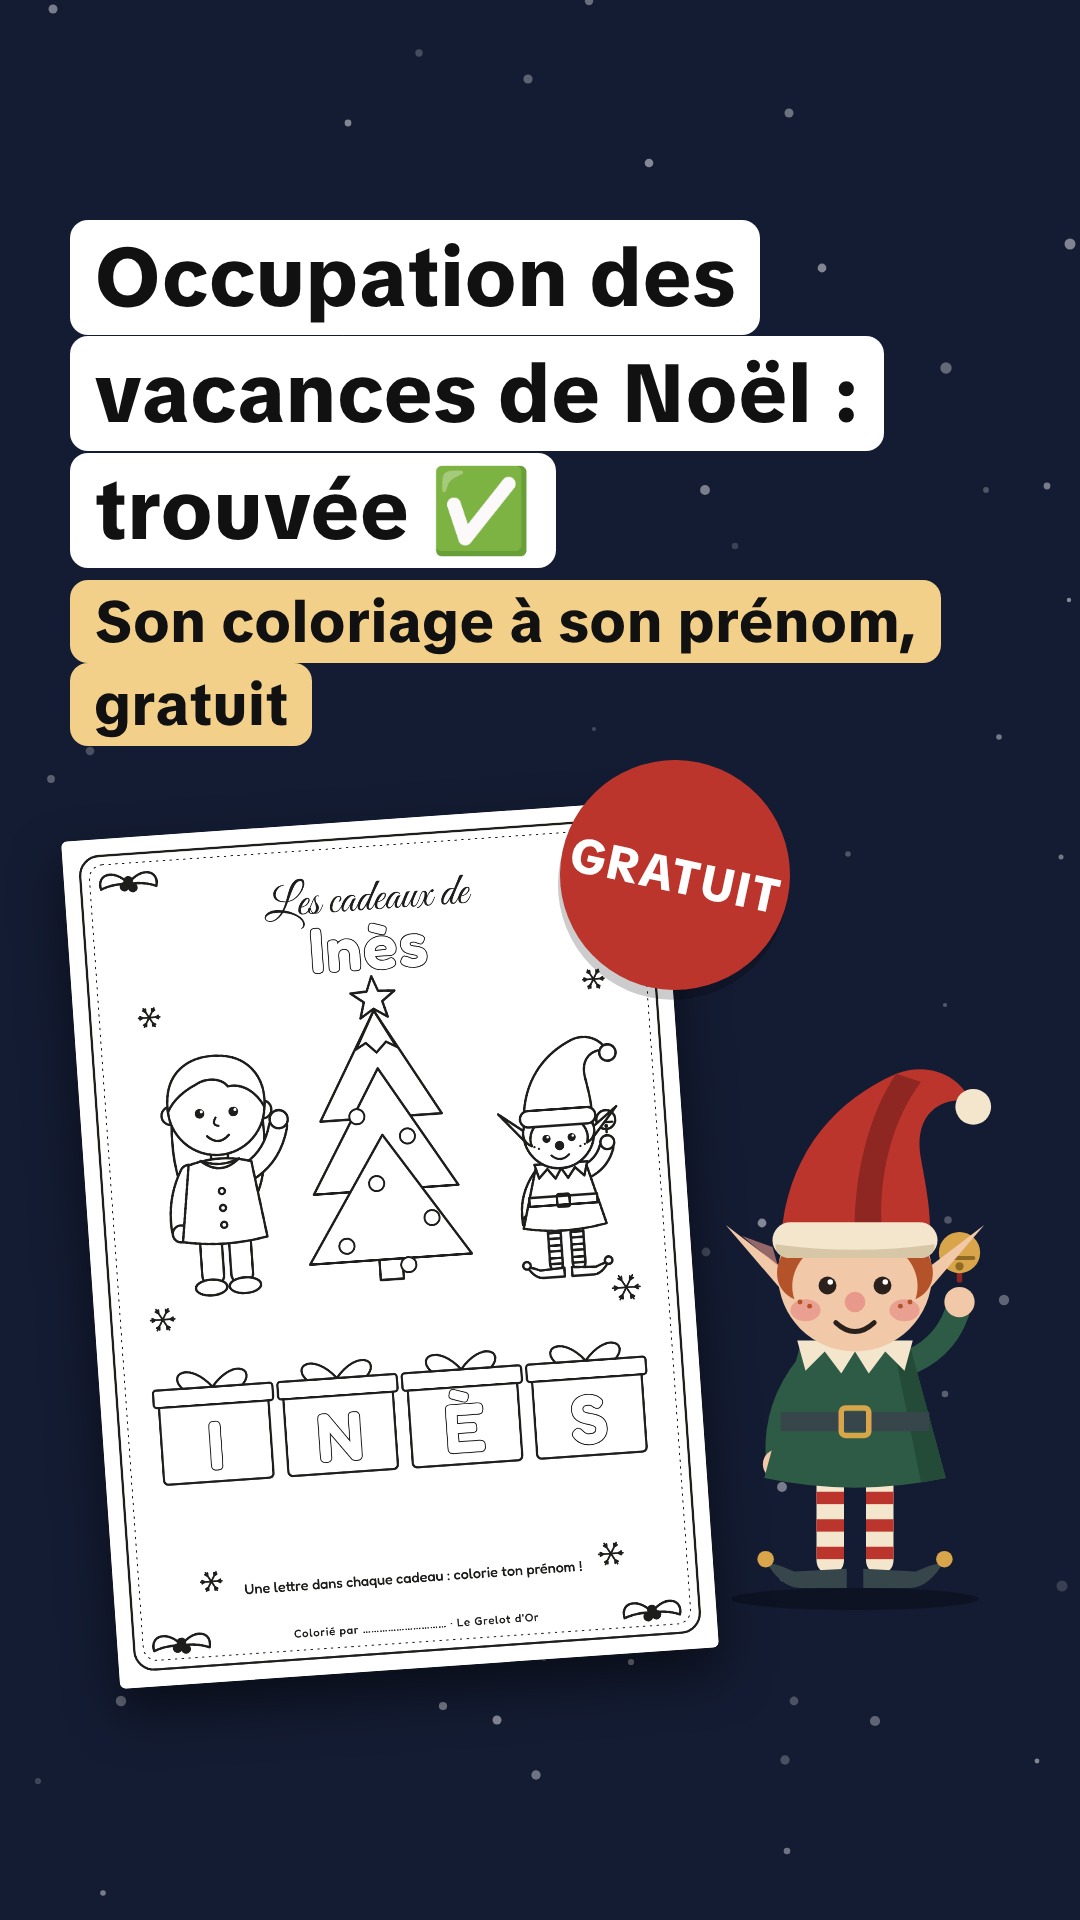 Occupation des
vacances de Noël :
trouvée ✅
Son coloriage à son prénom,
gratuit
GRATUIT
Les cadeaux de
Inès
I N È S
Une lettre dans chaque cadeau : colorie ton prénom !
Colorié par .............................. · Le Grelot d'Or